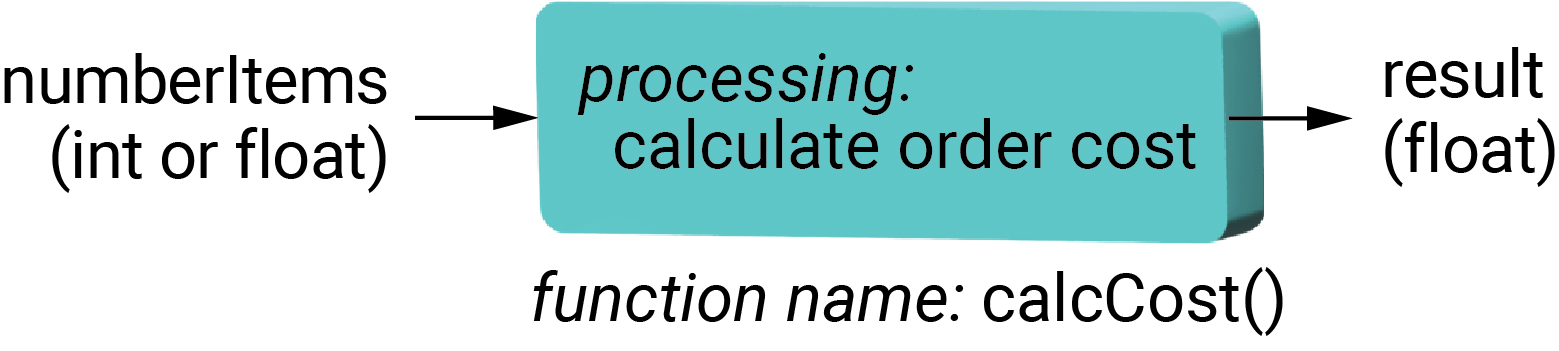 numberItems
(int or float)
processing:
calculate order cost
result
(float)
function name: calcCost()